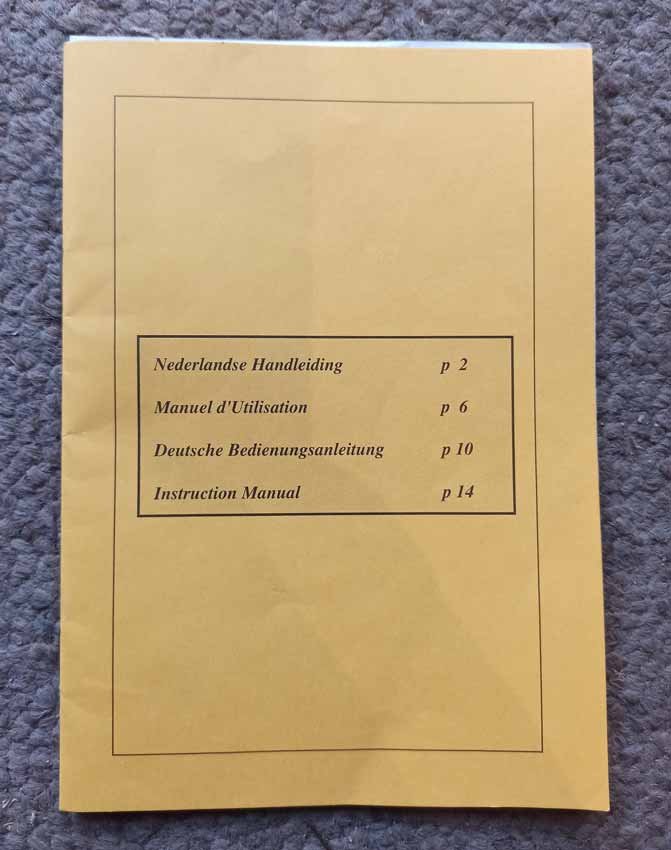 Nederlandse Handleiding p 2
Manuel d'Utilisation p 6
Deutsche Bedienungsanleitung p 10
Instruction Manual p 14